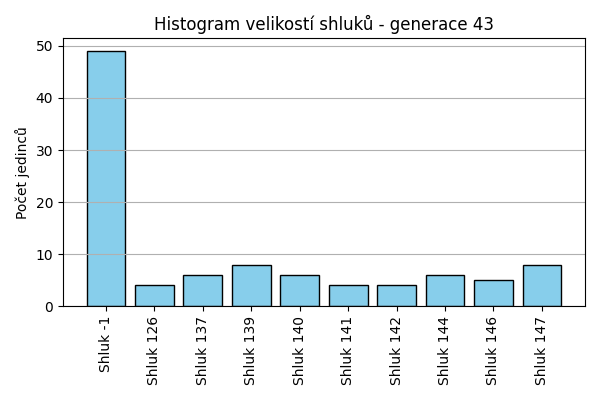 Histogram velikostí shluků - generace 43
Počet jedinců
50
40
30
20
10
0
Shluk -1
Shluk 126
Shluk 137
Shluk 139
Shluk 140
Shluk 141
Shluk 142
Shluk 144
Shluk 146
Shluk 147